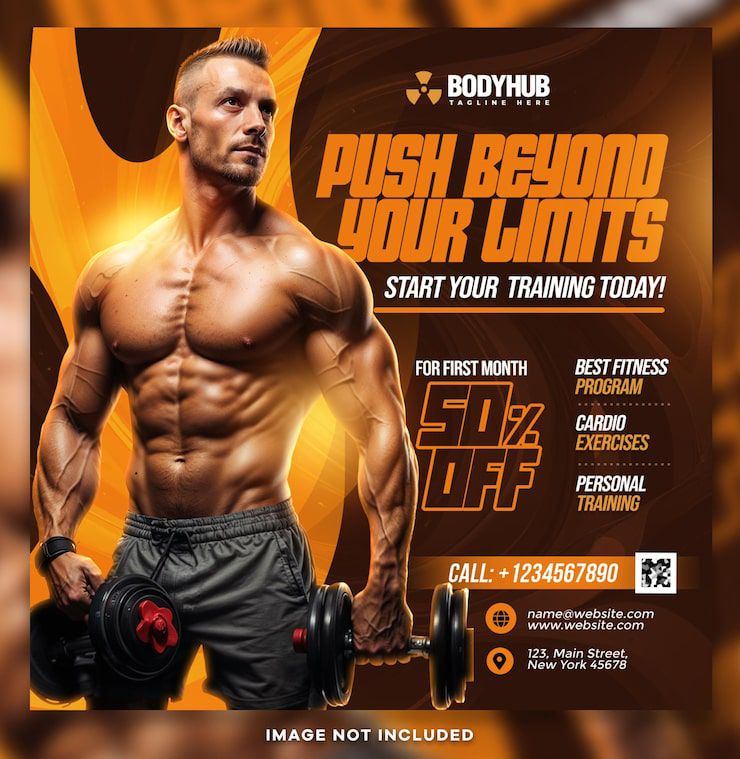 BODYHUB
TAGLINE HERE
PUSH BEYOND
YOUR LIMITS
START YOUR TRAINING TODAY!
FOR FIRST MONTH
50%
OFF
BEST FITNESS
PROGRAM
CARDIO
EXERCISES
PERSONAL
TRAINING
CALL: +1234567890
name@website.com
www.website.com
123, Main Street,
New York 45678
IMAGE NOT INCLUDED